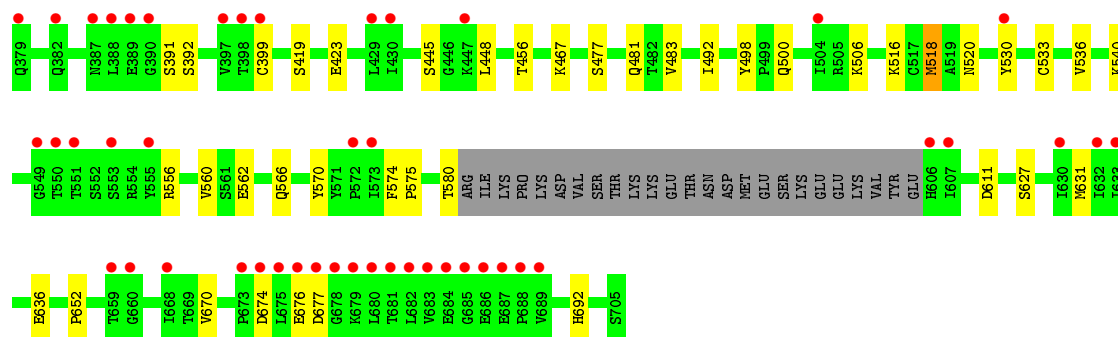 Q379 Q382 N387 L388 E389 G390 S391 S392 V397 T398 C399 S419 E423 L429 I430 S445 G446 K447 L448 T456 K467 S477 Q481 T482 V483 I492 Y498 P499 Q500 I504 R505 K506 K516 C517 M518 A519 N520 Y530 C533 V536 K540
G549 T550 T551 S552 S553 R554 Y555 R556 V560 S561 E562 Q566 Y570 Y571 P572 I573 F574 P575 T580 ARG ILE LYS PRO LYS ASP VAL SER THR LYS LYS GLU THR ASN ASP MET GLU SER LYS GLU GLU LYS VAL TYR GLU H606 I607 D611 S627 I630 M631 I632 I633
E636 P652 T659 G660 I668 T669 V670 P673 D674 L675 E676 D677 G678 K679 L680 T681 L682 V683 E684 G685 E686 E687 P688 V689 H692 S705